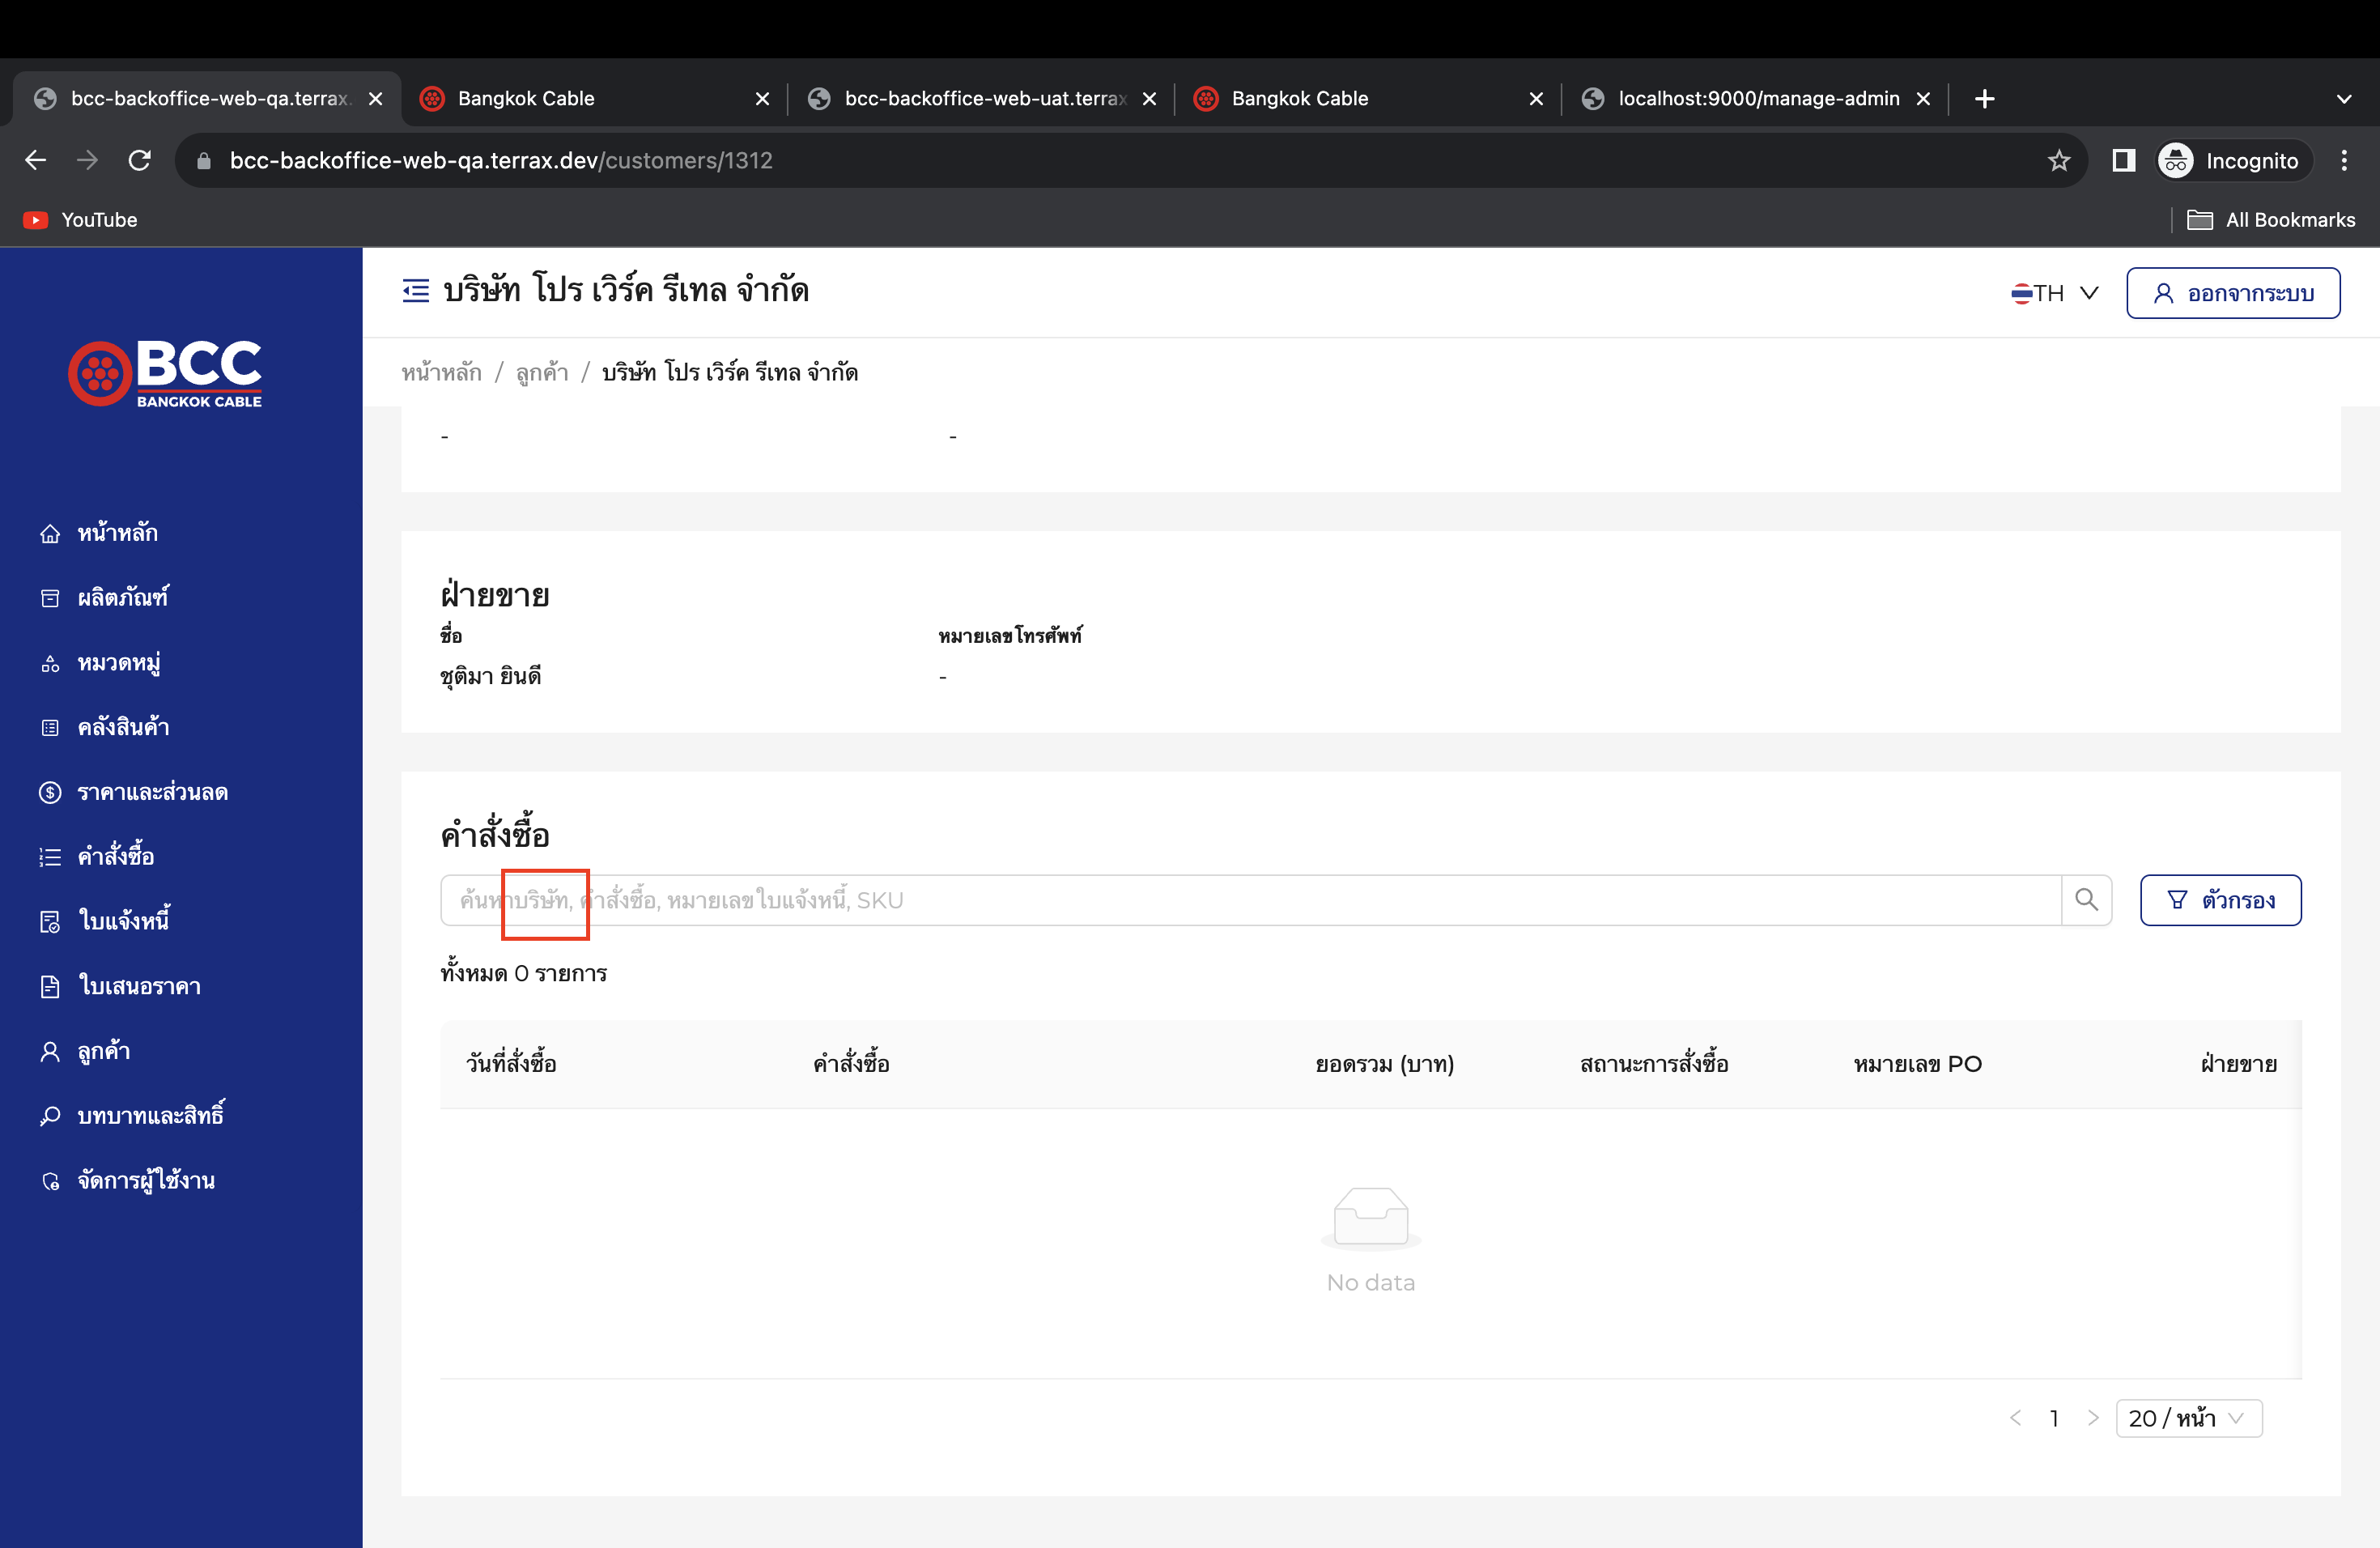 bcc-backoffice-web-qa.terrax. Bangkok Cable bcc-backoffice-web-uat.terrax Bangkok Cable localhost:9000/manage-admin
bcc-backoffice-web-qa.terrax.dev/customers/1312 Incognito
YouTube All Bookmarks
BCC
BANGKOK CABLE
หน้าหลัก
ผลิตภัณฑ์
หมวดหมู่
คลังสินค้า
ราคาและส่วนลด
คำสั่งซื้อ
ใบแจ้งหนี้
ใบเสนอราคา
ลูกค้า
บทบาทและสิทธิ์
จัดการผู้ใช้งาน
บริษัท โปร เวิร์ค รีเทล จำกัด TH ออกจากระบบ
หน้าหลัก / ลูกค้า / บริษัท โปร เวิร์ค รีเทล จำกัด
- -
ฝ่ายขาย
ชื่อ หมายเลขโทรศัพท์
ชุติมา ยินดี -
คำสั่งซื้อ
ค้นหาบริษัท, คำสั่งซื้อ, หมายเลขใบแจ้งหนี้, SKU ตัวกรอง
ทั้งหมด 0 รายการ
วันที่สั่งซื้อ คำสั่งซื้อ ยอดรวม (บาท) สถานะการสั่งซื้อ หมายเลข PO ฝ่ายขาย
No data
< 1 > 20 / หน้า